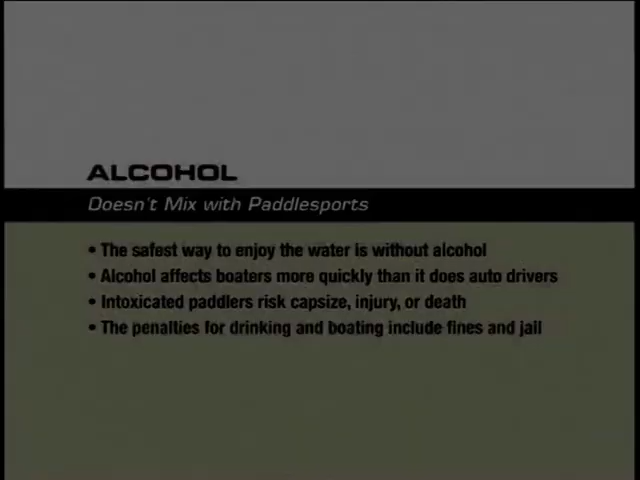 ALCOHOL
Doesn't Mix with Paddlesports
• The safest way to enjoy the water is without alcohol
• Alcohol affects boaters more quickly than it does auto drivers
• Intoxicated paddlers risk capsize, injury, or death
• The penalties for drinking and boating include fines and jail